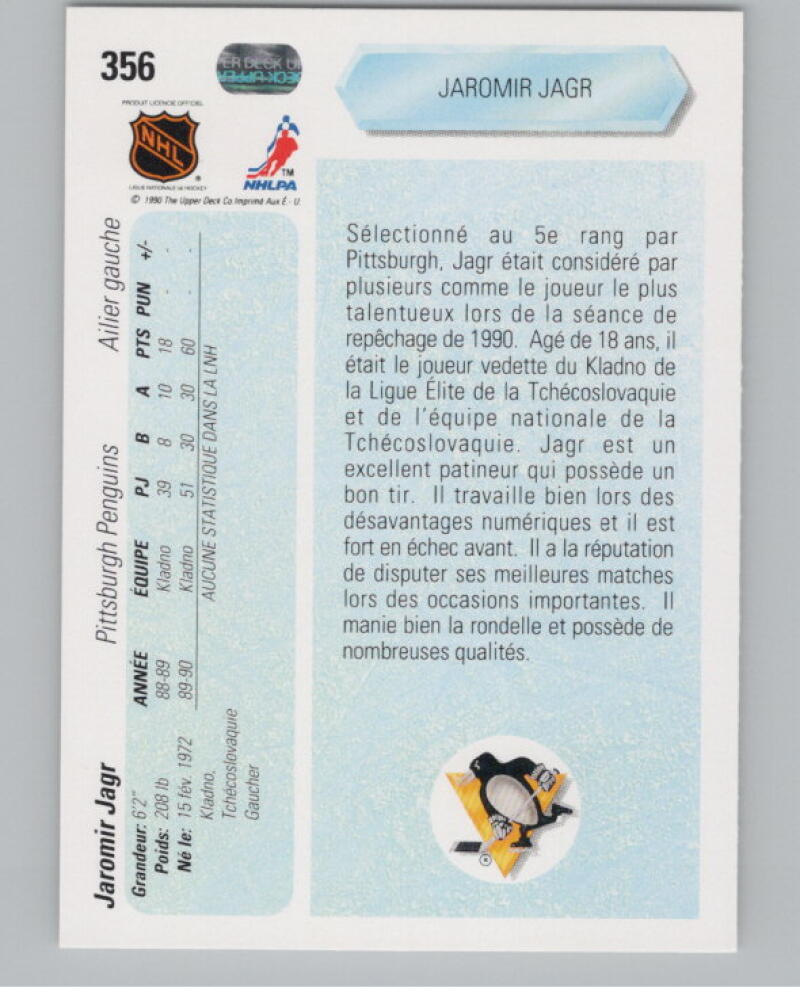 356
UPPER DECK
PRODUIT LICENCIÉ OFFICIEL
NHL
LIGUE NATIONALE de HOCKEY
TM
NHLPA
© 1990 The Upper Deck Co. Imprimé Aux É.-U.
JAROMIR JAGR
Sélectionné au 5e rang par
Pittsburgh, Jagr était considéré par
plusieurs comme le joueur le plus
talentueux lors de la séance de
repêchage de 1990. Agé de 18 ans, il
était le joueur vedette du Kladno de
la Ligue Élite de la Tchécoslovaquie
et de l'équipe nationale de la
Tchécoslovaquie. Jagr est un
excellent patineur qui possède un
bon tir. Il travaille bien lors des
désavantages numériques et il est
fort en échec avant. Il a la réputation
de disputer ses meilleures matches
lors des occasions importantes. Il
manie bien la rondelle et possède de
nombreuses qualités.
Jaromir Jagr Pittsburgh Penguins Ailier gauche
Grandeur: 6'2"
Poids: 208 lb
Né le: 15 fév. 1972
Kladno,
Tchécoslovaquie
Gaucher
ANNÉE ÉQUIPE PJ B A PTS PUN +/-
88-89 Kladno 39 8 10 18 - -
89-90 Kladno 51 30 30 60 - -
AUCUNE STATISTIQUE DANS LA LNH